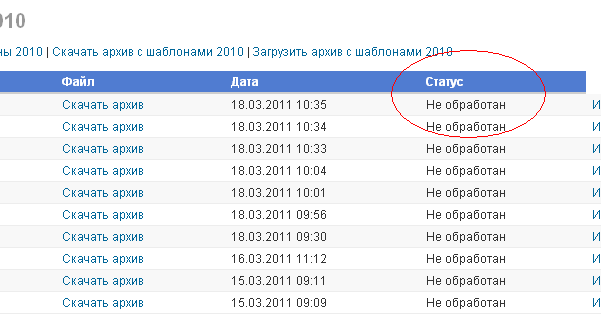 010
ны 2010 | Скачать архив с шаблонами 2010 | Загрузить архив с шаблонами 2010
Файл Дата Статус
Скачать архив 18.03.2011 10:35 Не обработан И
Скачать архив 18.03.2011 10:34 Не обработан И
Скачать архив 18.03.2011 10:33 Не обработан И
Скачать архив 18.03.2011 10:04 Не обработан И
Скачать архив 18.03.2011 10:01 Не обработан И
Скачать архив 18.03.2011 09:56 Не обработан И
Скачать архив 18.03.2011 09:30 Не обработан И
Скачать архив 16.03.2011 11:12 Не обработан И
Скачать архив 15.03.2011 09:11 Не обработан И
Скачать архив 15.03.2011 09:09 Не обработан И